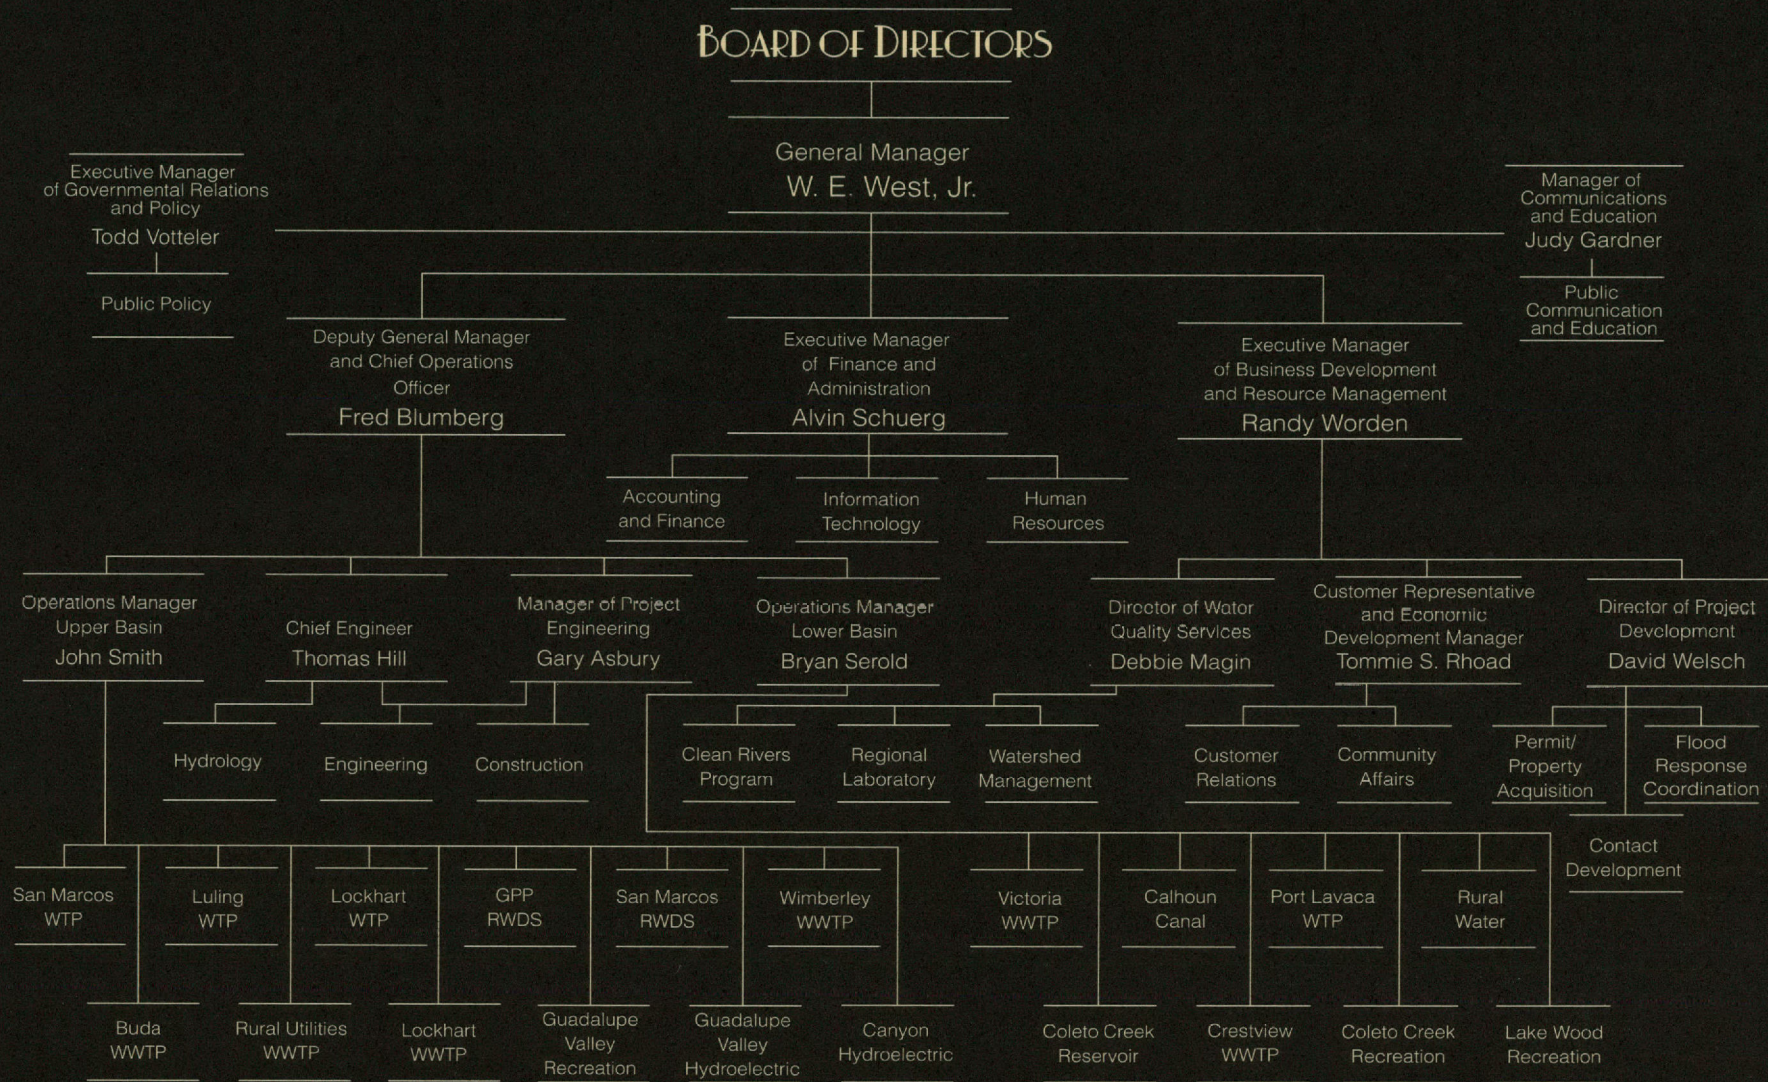 BOARD OF DIRECTORS
General Manager
W. E. West, Jr.
Executive Manager
of Governmental Relations
and Policy
Todd Votteler
Public Policy
Manager of
Communications
and Education
Judy Gardner
Public
Communication
and Education
Deputy General Manager
and Chief Operations
Officer
Fred Blumberg
Executive Manager
of Finance and
Administration
Alvin Schuerg
Executive Manager
of Business Development
and Resource Management
Randy Worden
Accounting
and Finance
Information
Technology
Human
Resources
Operations Manager
Upper Basin
John Smith
Chief Engineer
Thomas Hill
Manager of Project
Engineering
Gary Asbury
Operations Manager
Lower Basin
Bryan Serold
Director of Water
Quality Services
Debbie Magin
Customer Representative
and Economic
Development Manager
Tommie S. Rhoad
Director of Project
Development
David Welsch
Hydrology
Engineering
Construction
Clean Rivers
Program
Regional
Laboratory
Watershed
Management
Customer
Relations
Community
Affairs
Permit/
Property
Acquisition
Flood
Response
Coordination
Contact
Development
San Marcos
WTP
Luling
WTP
Lockhart
WTP
GPP
RWDS
San Marcos
RWDS
Wimberley
WWTP
Victoria
WWTP
Calhoun
Canal
Port Lavaca
WTP
Rural
Water
Buda
WWTP
Rural Utilities
WWTP
Lockhart
WWTP
Guadalupe
Valley
Recreation
Guadalupe
Valley
Hydroelectric
Canyon
Hydroelectric
Coleto Creek
Reservoir
Crestview
WWTP
Coleto Creek
Recreation
Lake Wood
Recreation